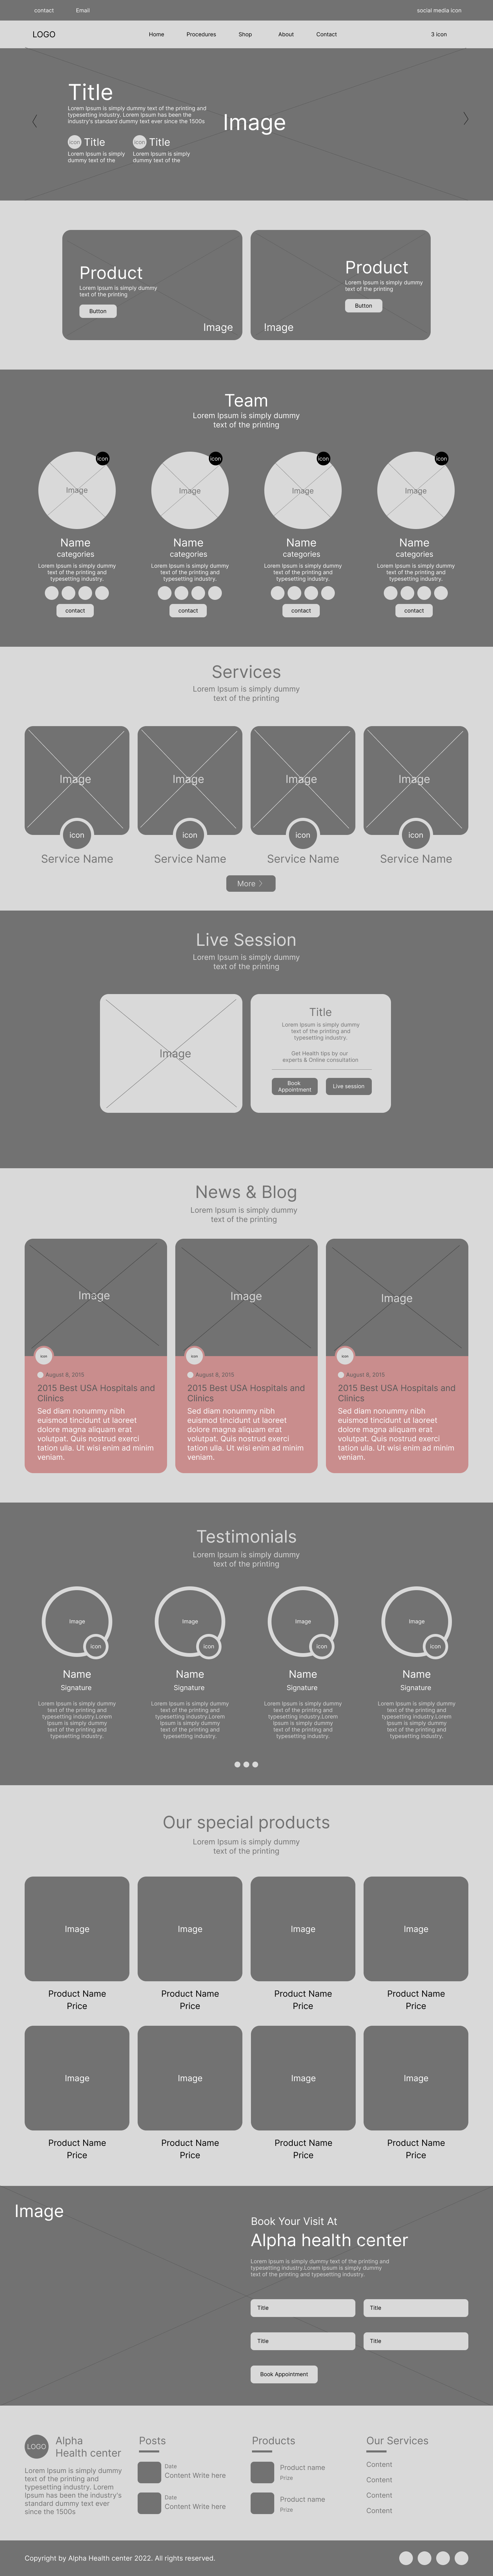 contact
Email
social media icon
LOGO
Home
Procedures
Shop
About
Contact
3 icon
Title
Lorem Ipsum is simply dummy text of the printing and
typesetting industry. Lorem Ipsum has been the
industry's standard dummy text ever since the 1500s
Image
icon
Title
icon
Title
Lorem Ipsum is simply
dummy text of the
Lorem Ipsum is simply
dummy text of the
Product
Lorem Ipsum is simply dummy
text of the printing
Button
Image
Product
Lorem Ipsum is simply dummy
text of the printing
Button
Image
Team
Lorem Ipsum is simply dummy
text of the printing
icon
icon
icon
icon
Image
Image
Image
Image
Name
Name
Name
Name
categories
categories
categories
categories
Lorem Ipsum is simply dummy
text of the printing and
typesetting industry.
Lorem Ipsum is simply dummy
text of the printing and
typesetting industry.
Lorem Ipsum is simply dummy
text of the printing and
typesetting industry.
Lorem Ipsum is simply dummy
text of the printing and
typesetting industry.
contact
contact
contact
contact
Services
Lorem Ipsum is simply dummy
text of the printing
Image
Image
Image
Image
icon
icon
icon
icon
Service Name
Service Name
Service Name
Service Name
More
Live Session
Lorem Ipsum is simply dummy
text of the printing
Image
Title
Lorem Ipsum is simply dummy
text of the printing and
typesetting industry.
Get Health tips by our
experts & Online consultation
Book
Appointment
Live session
News & Blog
Lorem Ipsum is simply dummy
text of the printing
Image
Image
Image
icon
icon
icon
August 8, 2015
2015 Best USA Hospitals and
Clinics
Sed diam nonummy nibh
euismod tincidunt ut laoreet
dolore magna aliquam erat
volutpat. Quis nostrud exerci
tation ulla. Ut wisi enim ad minim
veniam.
August 8, 2015
2015 Best USA Hospitals and
Clinics
Sed diam nonummy nibh
euismod tincidunt ut laoreet
dolore magna aliquam erat
volutpat. Quis nostrud exerci
tation ulla. Ut wisi enim ad minim
veniam.
August 8, 2015
2015 Best USA Hospitals and
Clinics
Sed diam nonummy nibh
euismod tincidunt ut laoreet
dolore magna aliquam erat
volutpat. Quis nostrud exerci
tation ulla. Ut wisi enim ad minim
veniam.
Testimonials
Lorem Ipsum is simply dummy
text of the printing
Image
Image
Image
Image
icon
icon
icon
icon
Name
Name
Name
Name
Signature
Signature
Signature
Signature
Lorem Ipsum is simply dummy
text of the printing and
typesetting industry.Lorem
Ipsum is simply dummy
text of the printing and
typesetting industry.
Lorem Ipsum is simply dummy
text of the printing and
typesetting industry.Lorem
Ipsum is simply dummy
text of the printing and
typesetting industry.
Lorem Ipsum is simply dummy
text of the printing and
typesetting industry.Lorem
Ipsum is simply dummy
text of the printing and
typesetting industry.
Lorem Ipsum is simply dummy
text of the printing and
typesetting industry.Lorem
Ipsum is simply dummy
text of the printing and
typesetting industry.
Our special products
Lorem Ipsum is simply dummy
text of the printing
Image
Image
Image
Image
Product Name
Price
Product Name
Price
Product Name
Price
Product Name
Price
Image
Image
Image
Image
Product Name
Price
Product Name
Price
Product Name
Price
Product Name
Price
Image
Book Your Visit At
Alpha health center
Lorem Ipsum is simply dummy text of the printing and
typesetting industry.Lorem Ipsum is simply dummy
text of the printing and typesetting industry.
Title
Title
Title
Title
Book Appointment
LOGO
Alpha
Health center
Lorem Ipsum is simply dummy
text of the printing and
typesetting industry. Lorem
Ipsum has been the industry's
standard dummy text ever
since the 1500s
Posts
Date
Content Write here
Date
Content Write here
Products
Product name
Prize
Product name
Prize
Our Services
Content
Content
Content
Content
Copyright by Alpha Health center 2022. All rights reserved.